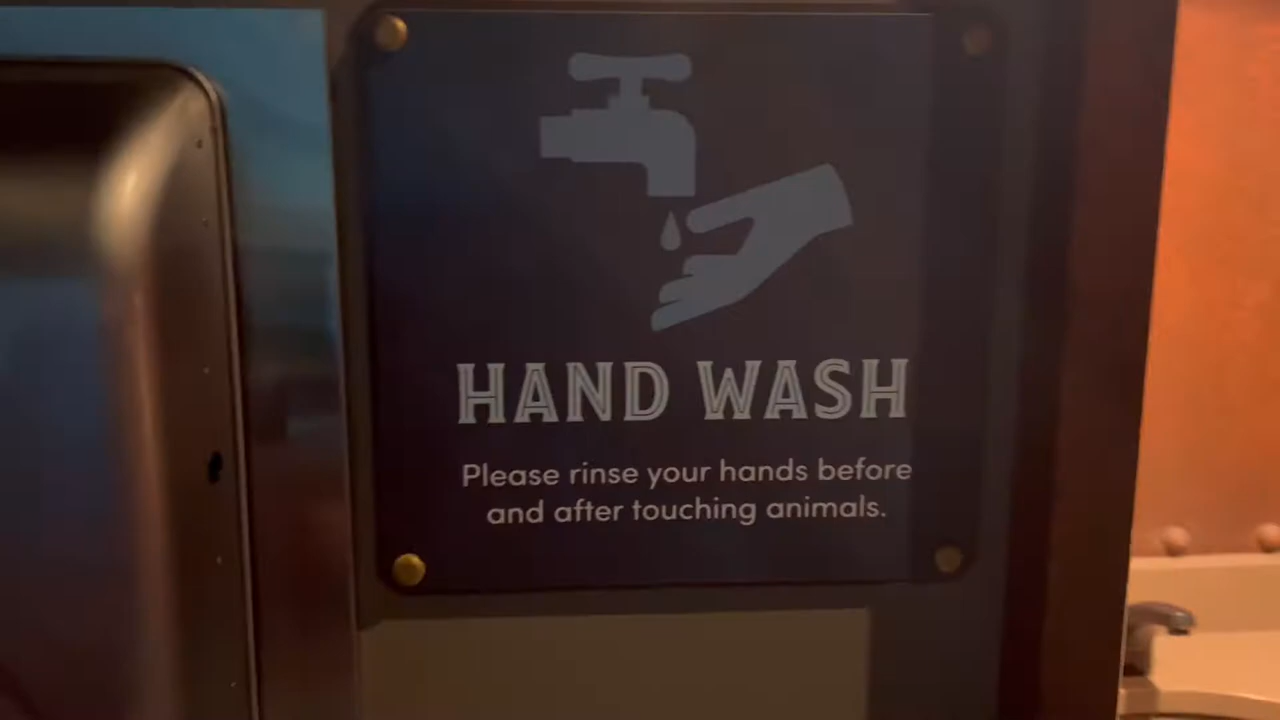 HAND WASH
Please rinse your hands before
and after touching animals.